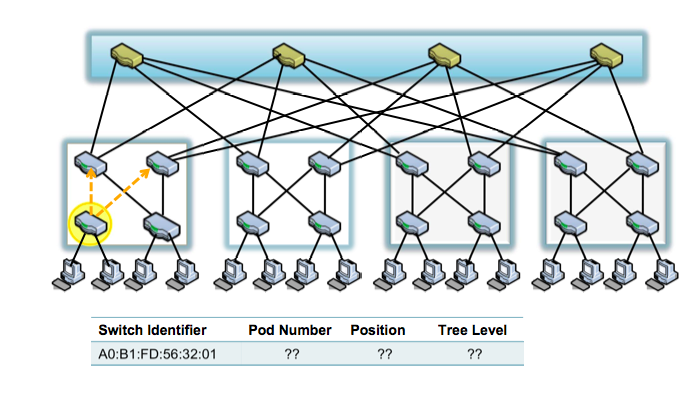 Switch Identifier Pod Number Position Tree Level
A0:B1:FD:56:32:01 ?? ?? ??